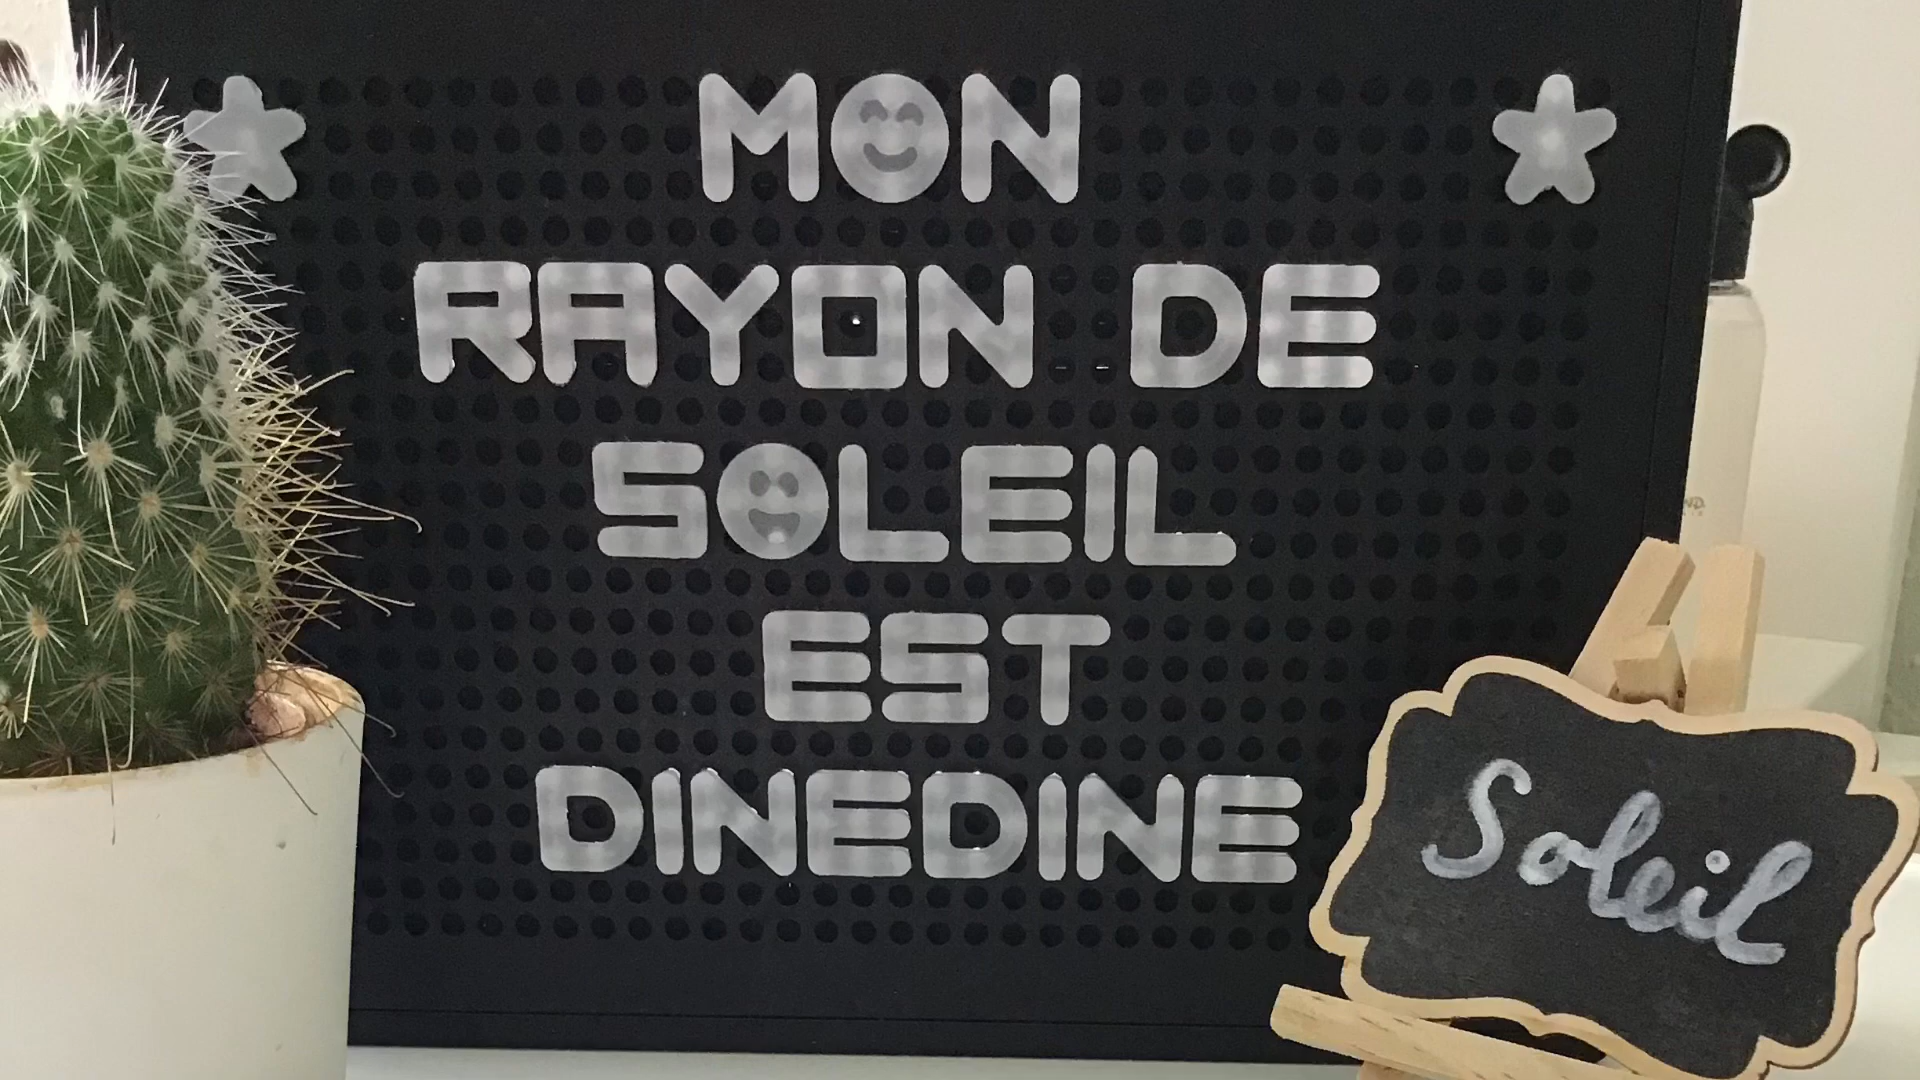 MON
RAYON DE
SOLEIL
EST
DINEDINE
Soleil